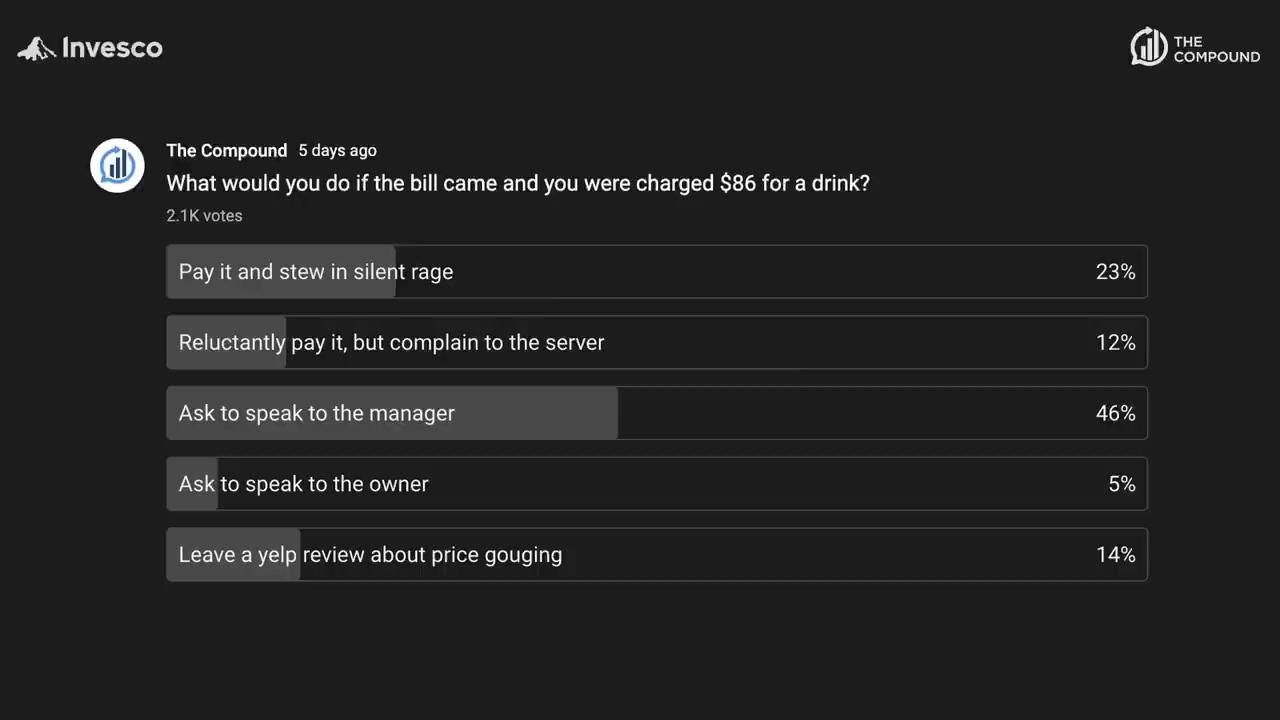 Invesco
THE
COMPOUND
The Compound 5 days ago
What would you do if the bill came and you were charged $86 for a drink?
2.1K votes
Pay it and stew in silent rage 23%
Reluctantly pay it, but complain to the server 12%
Ask to speak to the manager 46%
Ask to speak to the owner 5%
Leave a yelp review about price gouging 14%